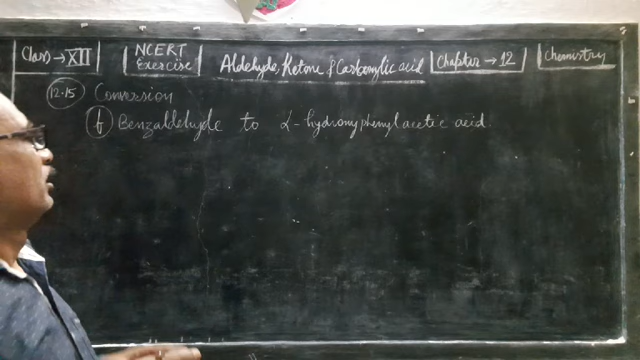 Class → XII
NCERT
Exercise
Aldehyde, Ketone & Carboxylic acid
Chapter → 12
Chemistry
12.15 Conversion
f Benzaldehyde to α-hydroxyphenylacetic acid.